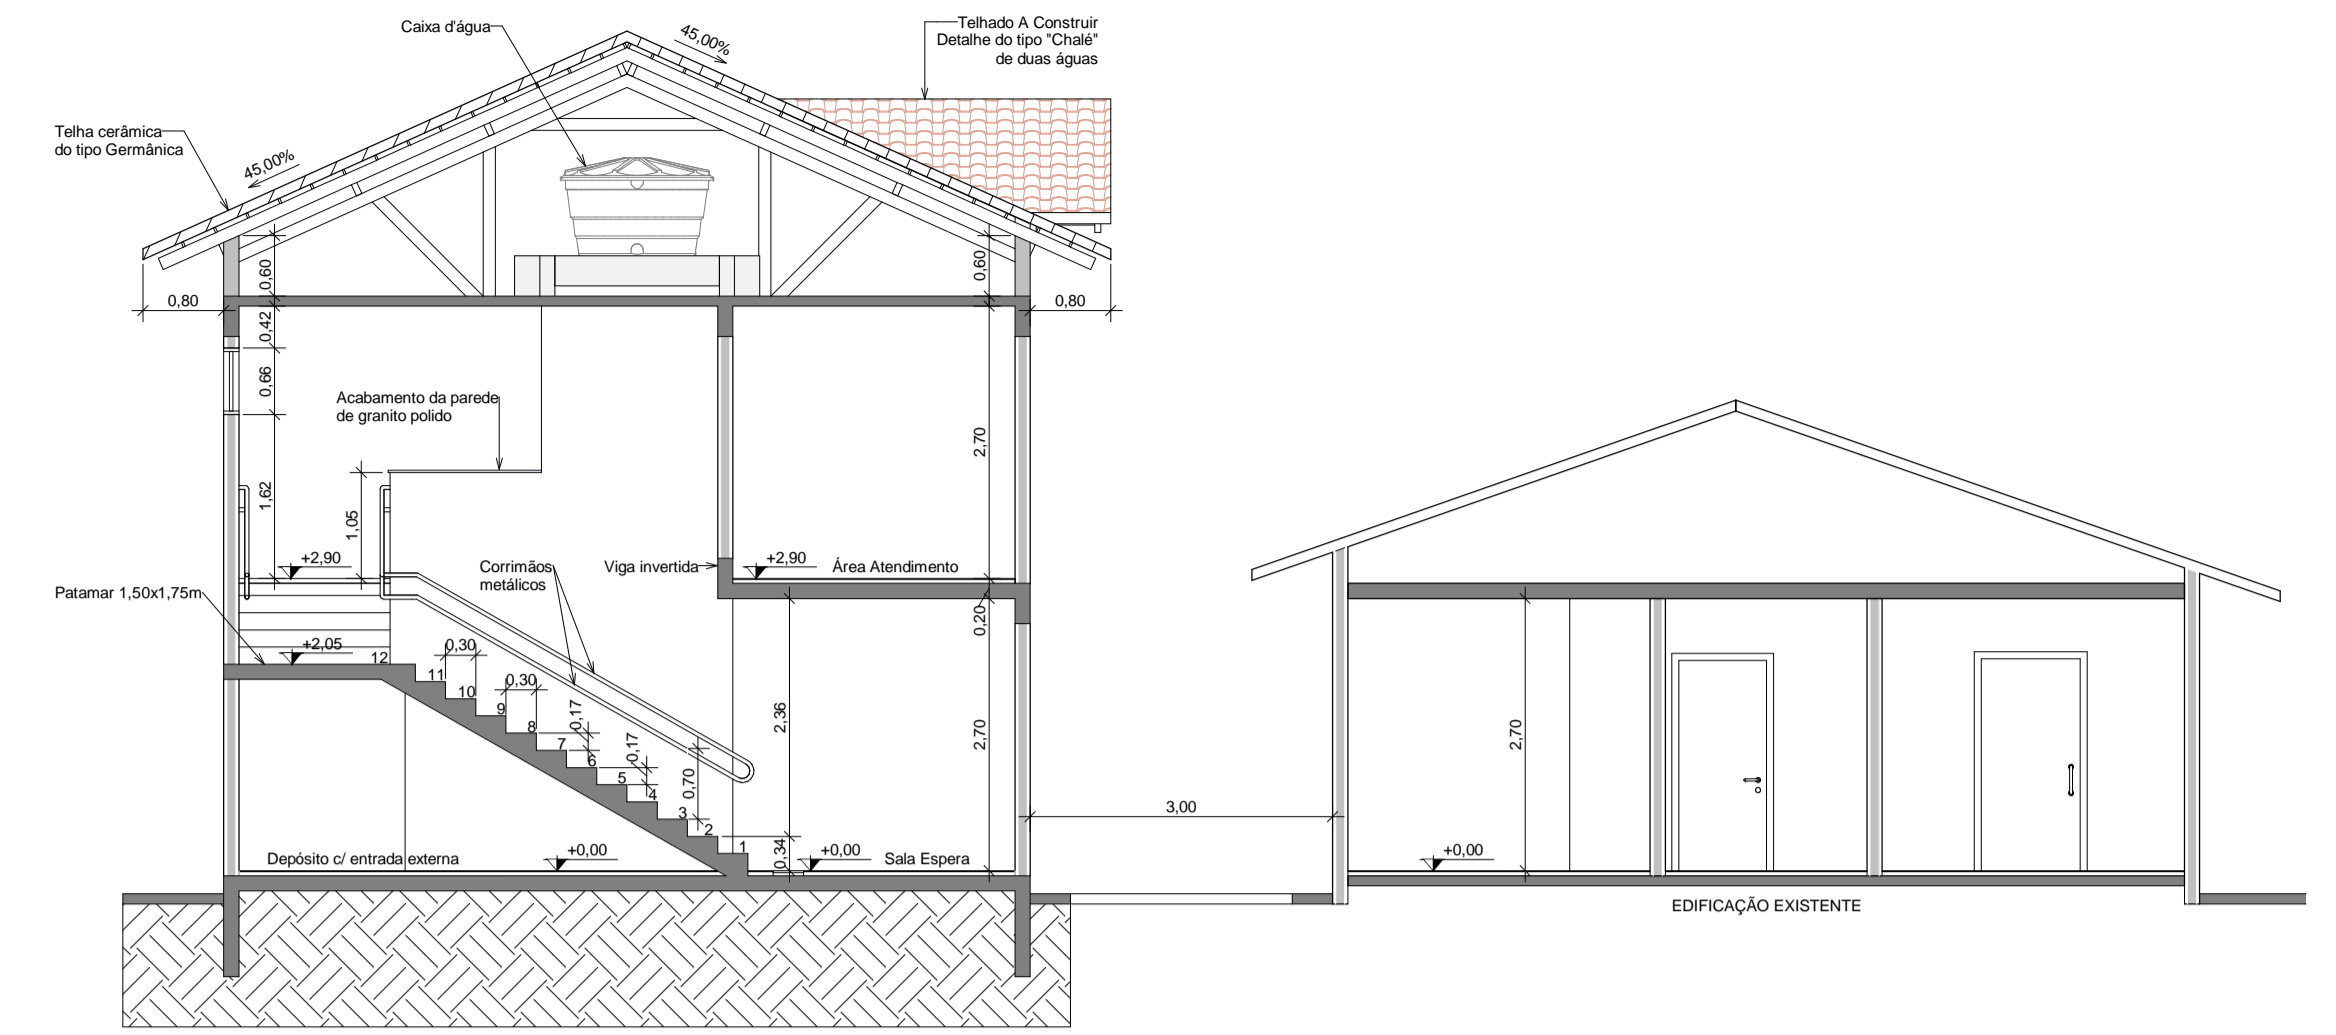 Caixa d'água
45,00%
Telhado A Construir
Detalhe do tipo "Chalé"
de duas águas
Telha cerâmica
do tipo Germânica
45,00%
0,60
0,60
0,80
0,80
0,42
0,66
Acabamento da parede
de granito polido
2,70
1,62
1,05
+2,90
Corrimãos
metálicos
Viga invertida
+2,90
Área Atendimento
Patamar 1,50x1,75m
0,20
+2,05
12
0,30
11
0,30
10
9
0,17
8
2,36
7
0,17
6
2,70
2,70
5
0,70
4
3
3,00
2
1
0,34
Depósito c/ entrada externa
+0,00
+0,00
Sala Espera
+0,00
EDIFICAÇÃO EXISTENTE